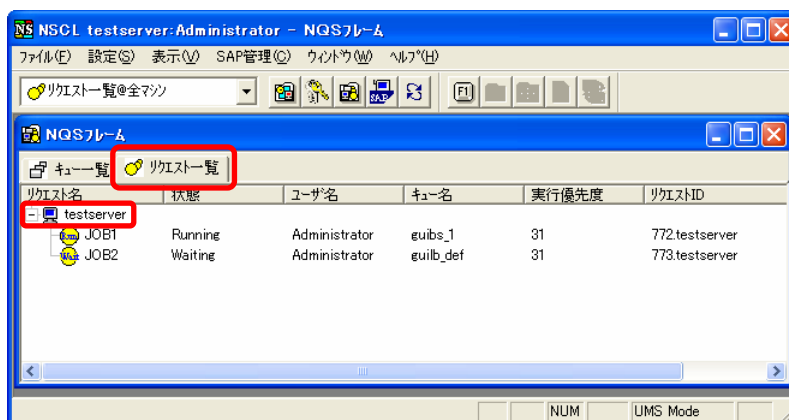 NSCL testserver:Administrator - NQSフレーム
ファイル(F) 設定(S) 表示(V) SAP管理(C) ウィンドウ(W) ヘルプ(H)
リクエスト一覧@全マシン
NQSフレーム
キュー一覧 リクエスト一覧
リクエスト名 状態 ユーザ名 キュー名 実行優先度 リクエストID
testserver
JOB1 Running Administrator guibs_1 31 772.testserver
JOB2 Waiting Administrator guilb_def 31 773.testserver
NUM UMS Mode